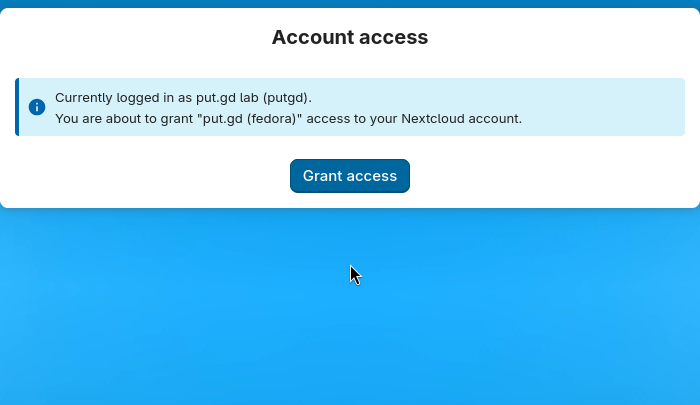 Account access
Currently logged in as put.gd lab (putgd).
You are about to grant "put.gd (fedora)" access to your Nextcloud account.
Grant access